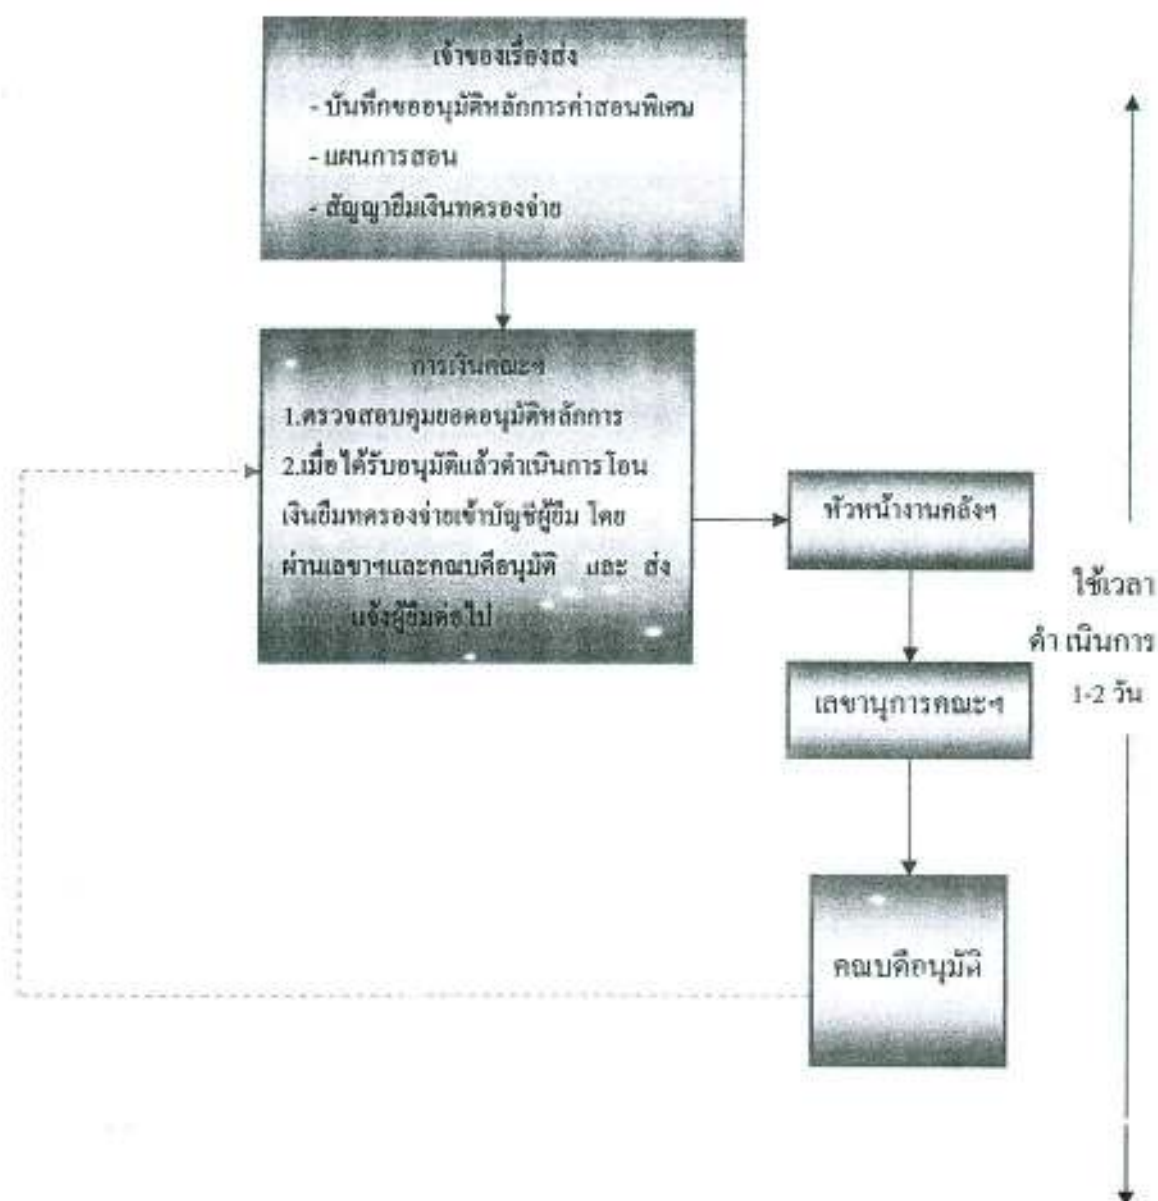 เจ้าของเรื่องส่ง
- บันทึกขออนุมัติหลักการค่าสอนพิเศษ
- แผนการสอน
- สัญญายืมเงินทดรองจ่าย
การเงินคณะฯ
1.ตรวจสอบคุมยอดอนุมัติหลักการ
2.เมื่อได้รับอนุมัติแล้วดำเนินการโอน
เงินยืมทดรองจ่ายเข้าบัญชีผู้ยืม โดย
ผ่านเลขาฯและคณบดีอนุมัติ และ ส่ง
แจ้งผู้ยืมต่อไป
หัวหน้างานคลังฯ
เลขานุการคณะฯ
คณบดีอนุมัติ
ใช้เวลา
ดำเนินการ
1-2 วัน